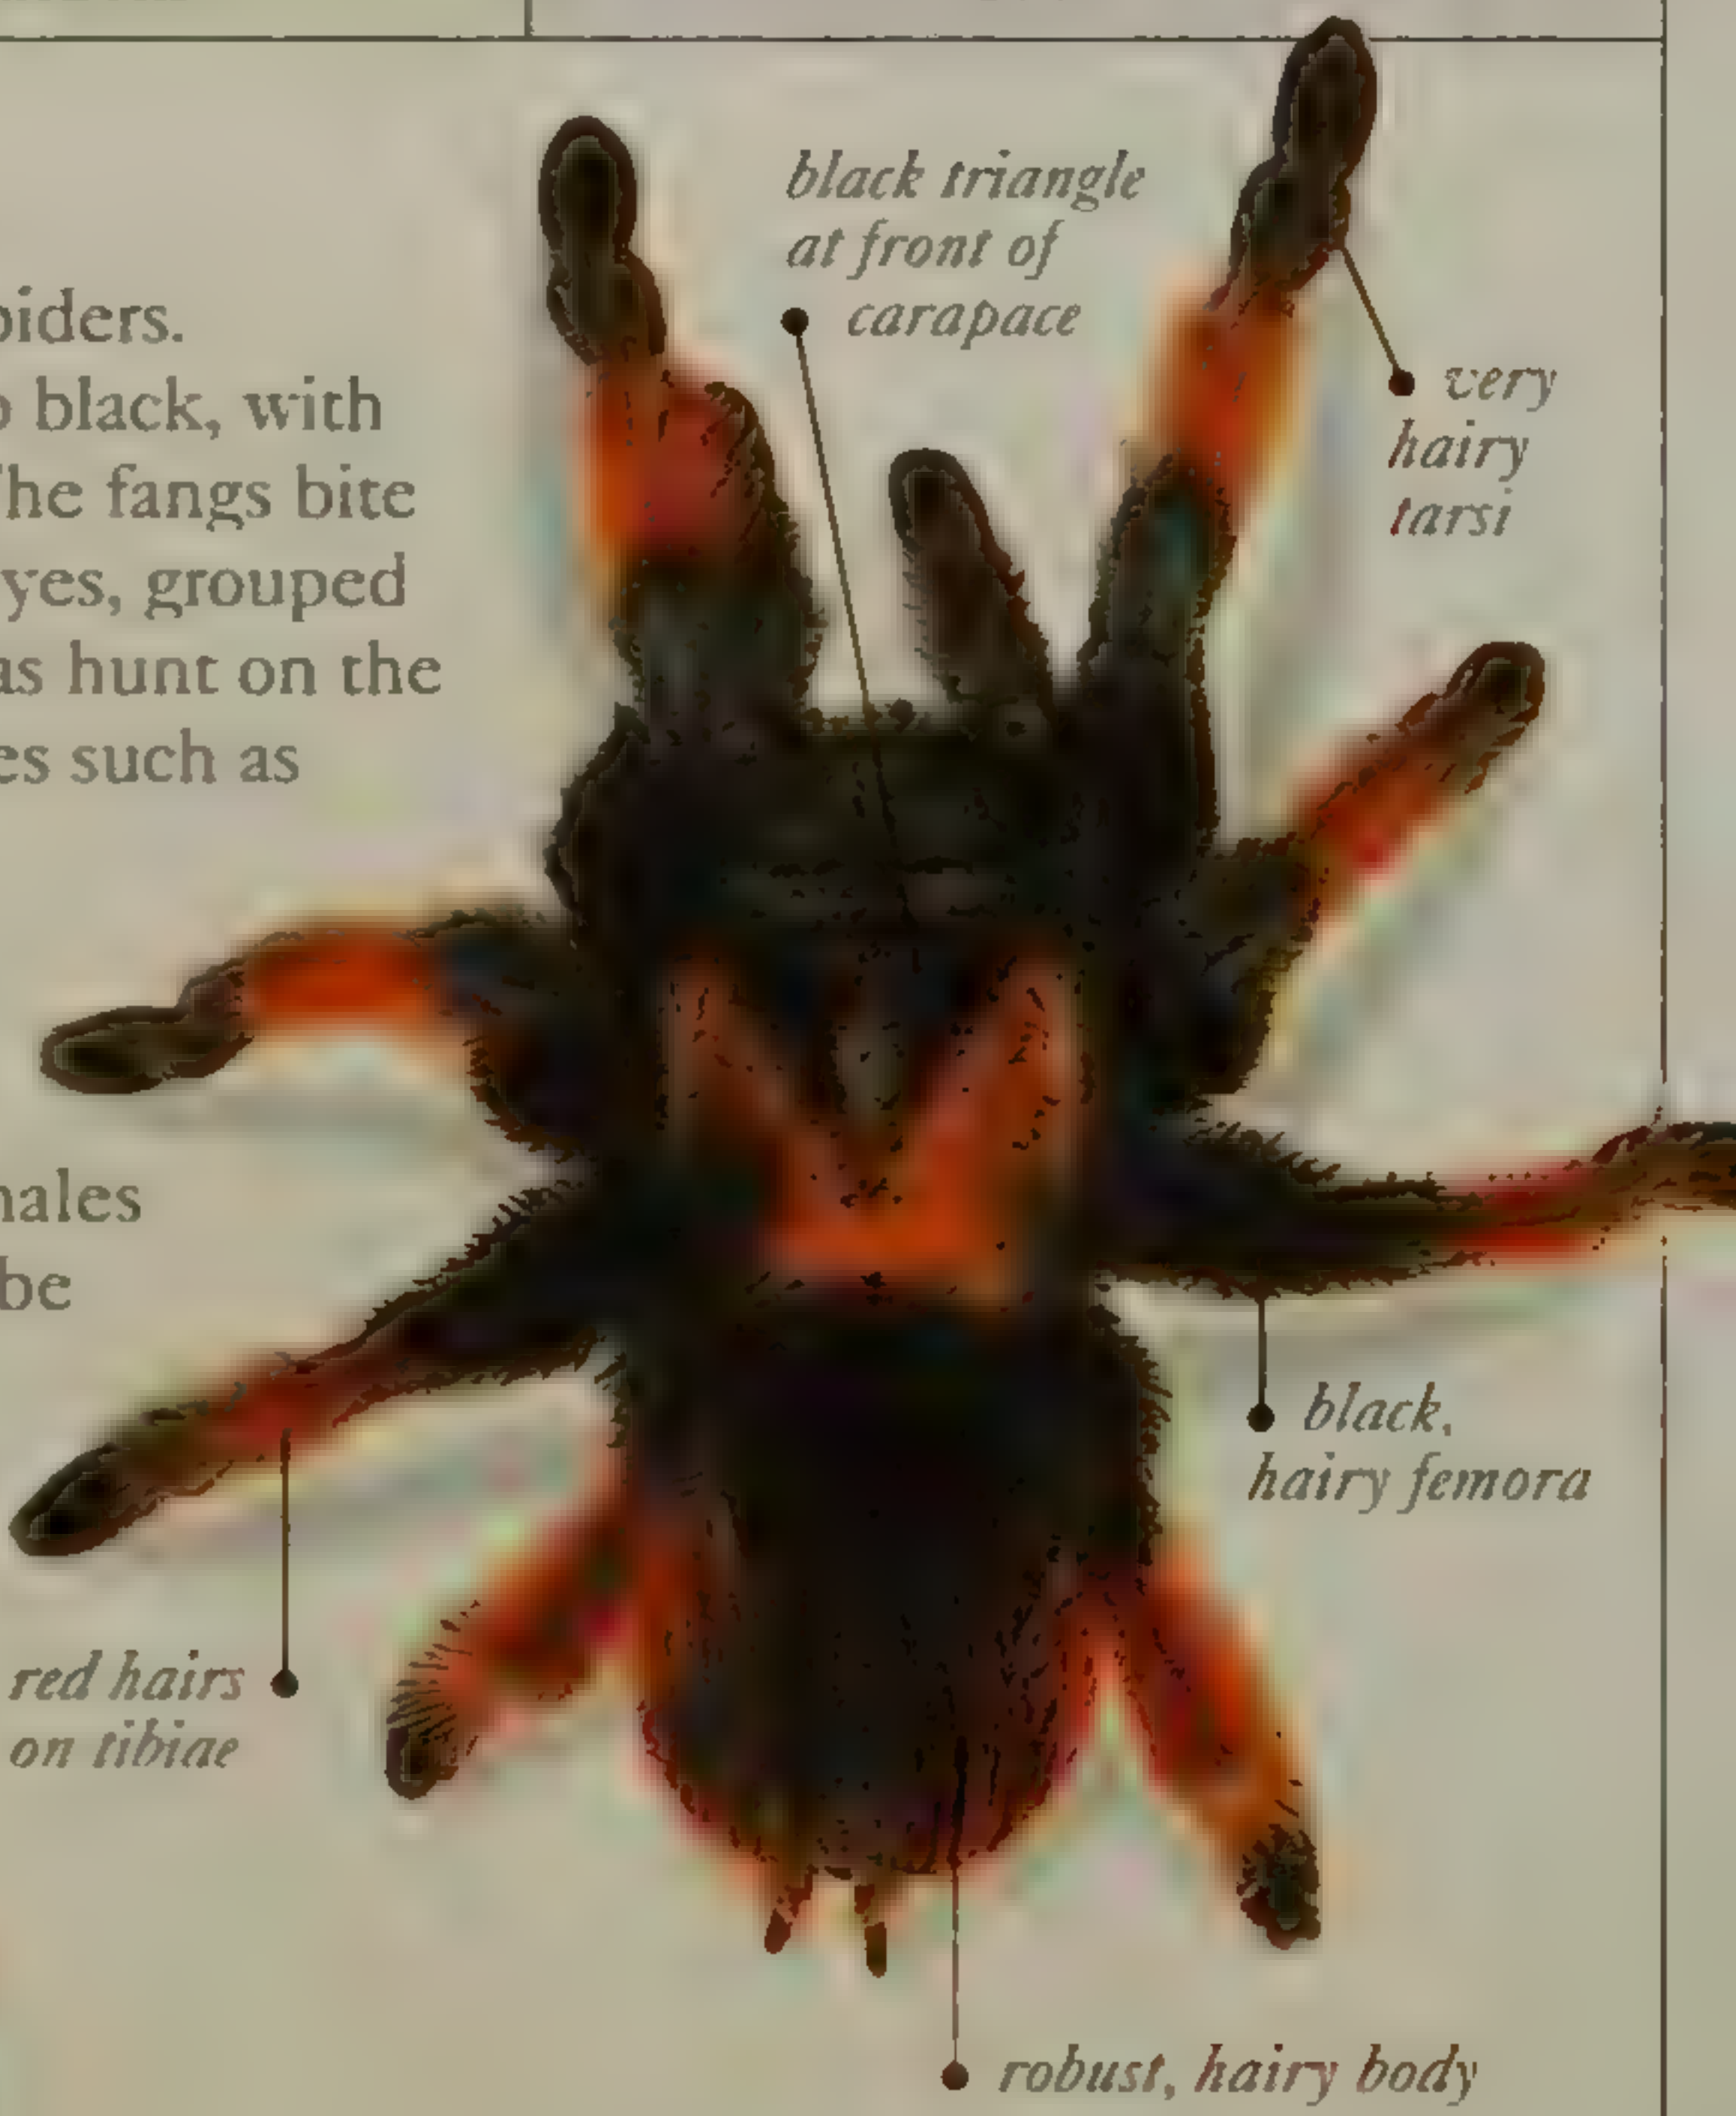 black triangle
at front of
carapace
very
hairy
tarsi
piders.
o black, with
The fangs bite
yes, grouped
as hunt on the
es such as
nales
be
black,
hairy femora
red hairs
on tibiae
robust, hairy body